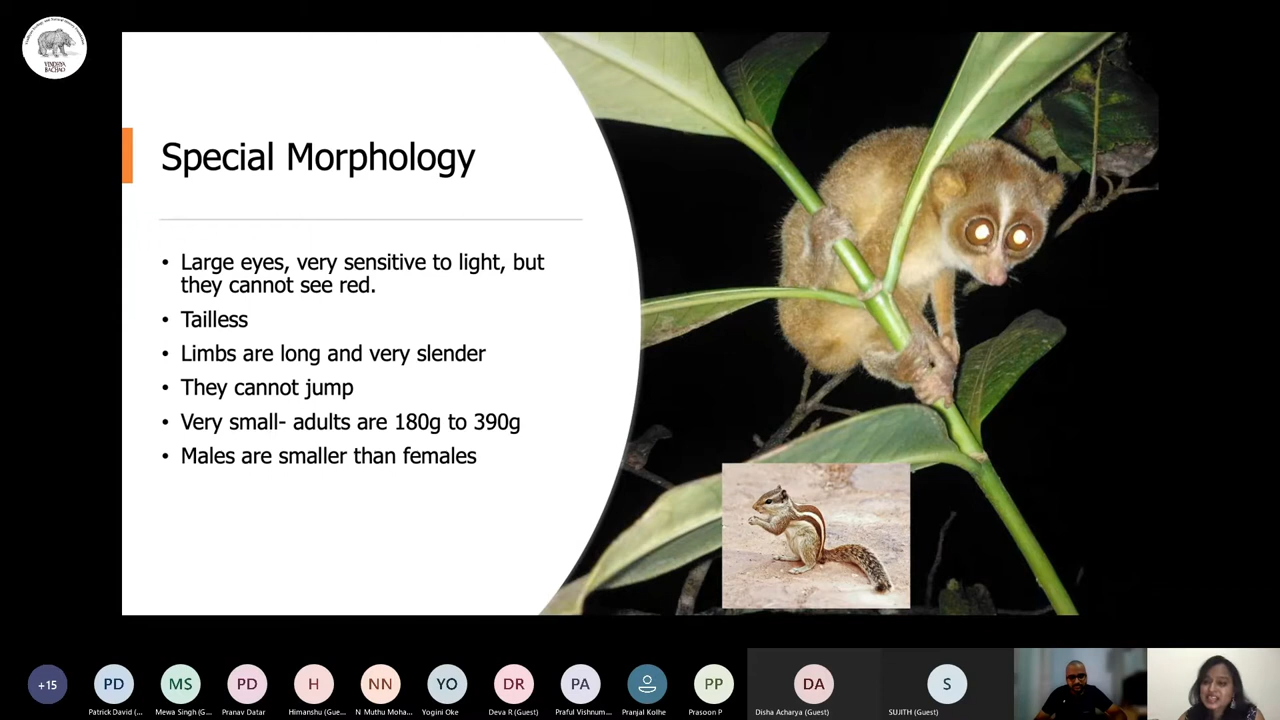 VINDHYA
BACHAO
Special Morphology
• Large eyes, very sensitive to light, but
they cannot see red.
• Tailless
• Limbs are long and very slender
• They cannot jump
• Very small- adults are 180g to 390g
• Males are smaller than females
+15
PD
MS
PD
H
NN
YO
DR
PA
PP
DA
S
Patrick David (...
Mewa Singh (G...
Pranav Datar
Himanshu (Gue...
N Muthu Moha...
Yogini Oke
Deva R (Guest)
Praful Vishnum...
Pranjal Kolhe
Prasoon P
Disha Acharya (Guest)
SUJITH (Guest)